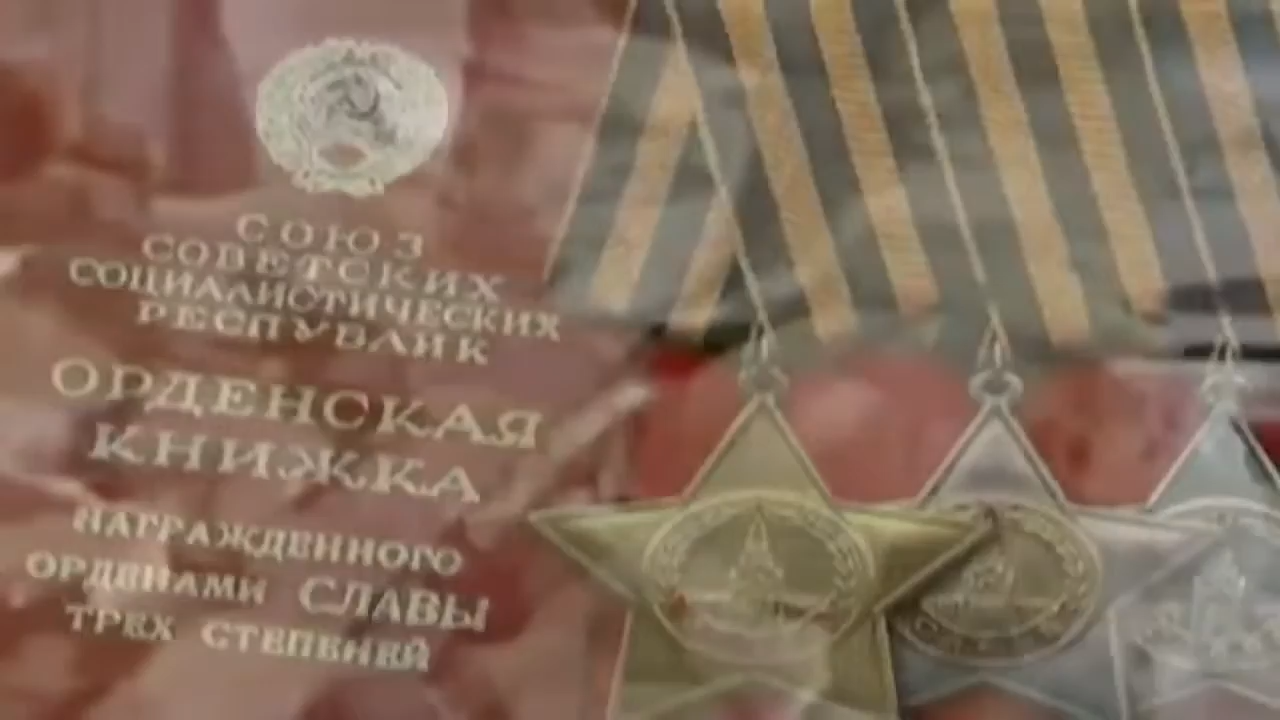 СОЮЗ
СОВЕТСКИХ
СОЦИАЛИСТИЧЕСКИХ
РЕСПУБЛИК
ОРДЕНСКАЯ
КНИЖКА
НАГРАЖДЕННОГО
ОРДЕНАМИ СЛАВЫ
ТРЕХ СТЕПЕНЕЙ